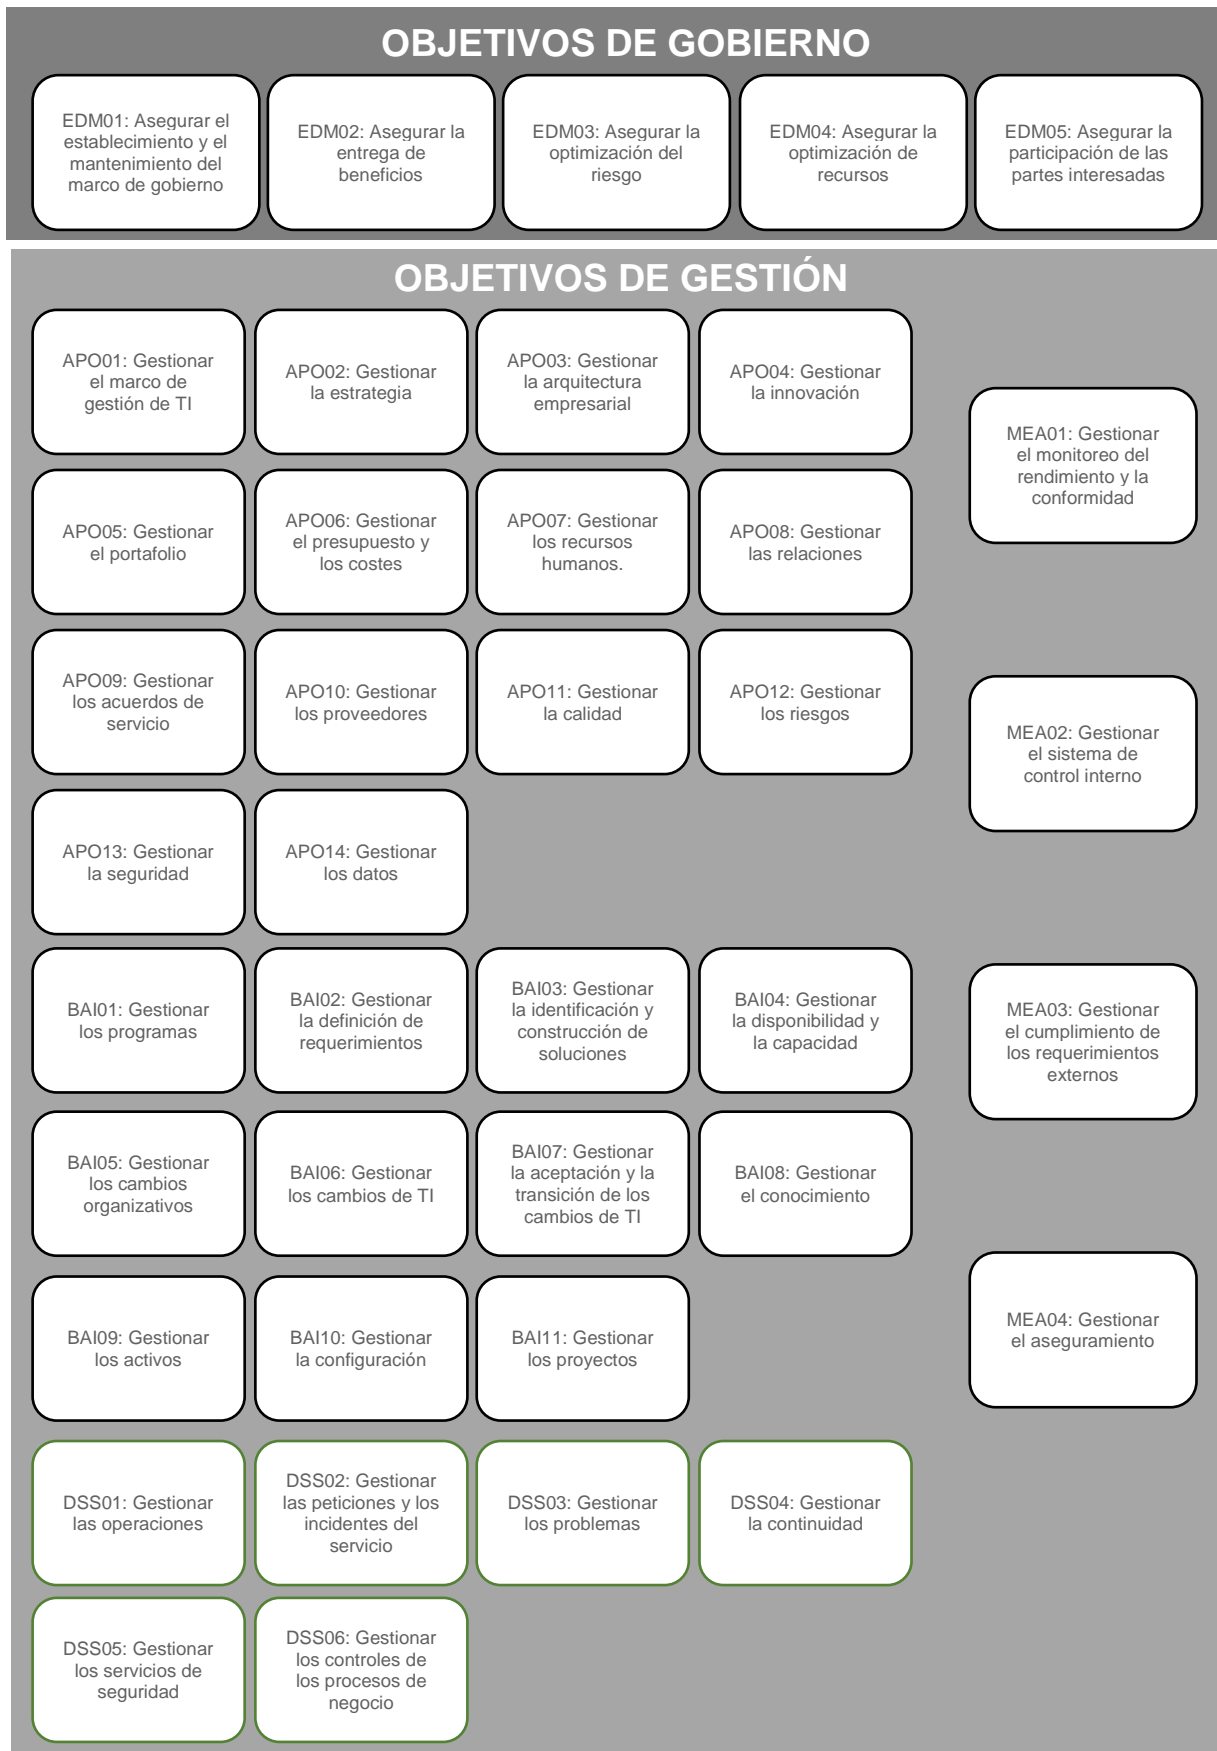 OBJETIVOS DE GOBIERNO
EDM01: Asegurar el
establecimiento y el
mantenimiento del
marco de gobierno
EDM02: Asegurar la
entrega de
beneficios
EDM03: Asegurar la
optimización del
riesgo
EDM04: Asegurar la
optimización de
recursos
EDM05: Asegurar la
participación de las
partes interesadas
OBJETIVOS DE GESTIÓN
APO01: Gestionar
el marco de
gestión de TI
APO02: Gestionar
la estrategia
APO03: Gestionar
la arquitectura
empresarial
APO04: Gestionar
la innovación
APO05: Gestionar
el portafolio
APO06: Gestionar
el presupuesto y
los costes
APO07: Gestionar
los recursos
humanos.
APO08: Gestionar
las relaciones
APO09: Gestionar
los acuerdos de
servicio
APO10: Gestionar
los proveedores
APO11: Gestionar
la calidad
APO12: Gestionar
los riesgos
APO13: Gestionar
la seguridad
APO14: Gestionar
los datos
BAI01: Gestionar
los programas
BAI02: Gestionar
la definición de
requerimientos
BAI03: Gestionar
la identificación y
construcción de
soluciones
BAI04: Gestionar
la disponibilidad y
la capacidad
BAI05: Gestionar
los cambios
organizativos
BAI06: Gestionar
los cambios de TI
BAI07: Gestionar
la aceptación y la
transición de los
cambios de TI
BAI08: Gestionar
el conocimiento
BAI09: Gestionar
los activos
BAI10: Gestionar
la configuración
BAI11: Gestionar
los proyectos
DSS01: Gestionar
las operaciones
DSS02: Gestionar
las peticiones y los
incidentes del
servicio
DSS03: Gestionar
los problemas
DSS04: Gestionar
la continuidad
DSS05: Gestionar
los servicios de
seguridad
DSS06: Gestionar
los controles de
los procesos de
negocio
MEA01: Gestionar
el monitoreo del
rendimiento y la
conformidad
MEA02: Gestionar
el sistema de
control interno
MEA03: Gestionar
el cumplimiento de
los requerimientos
externos
MEA04: Gestionar
el aseguramiento